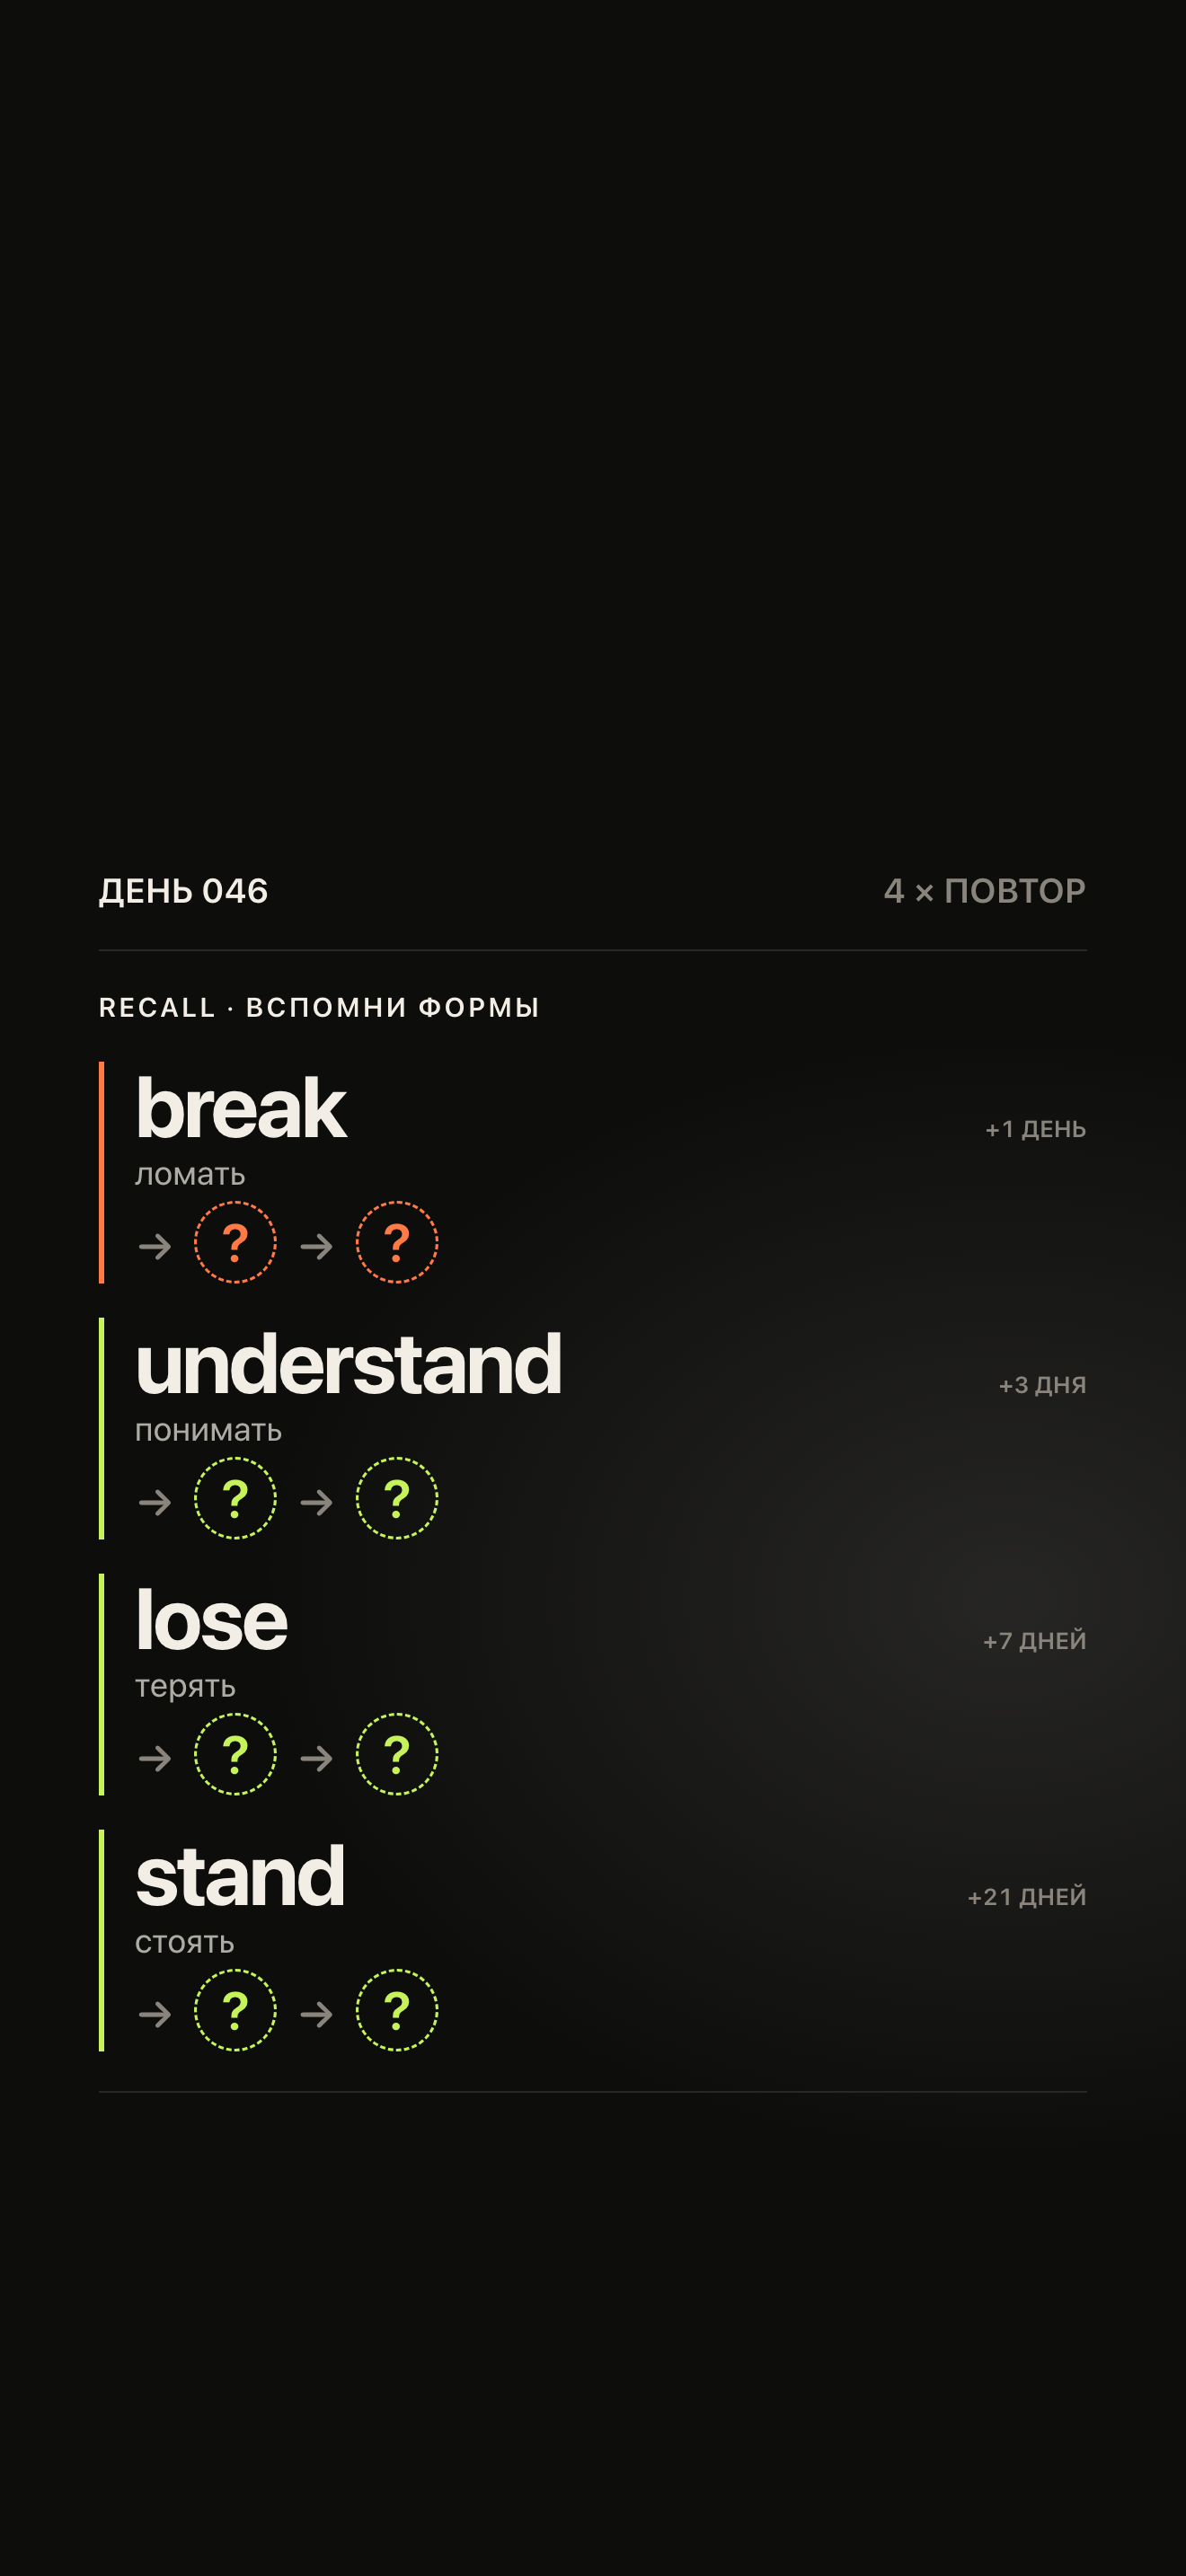 ДЕНЬ 046
4 × ПОВТОР
RECALL · ВСПОМНИ ФОРМЫ
break
+1 ДЕНЬ
ломать
→ ? → ?
understand
+3 ДНЯ
понимать
→ ? → ?
lose
+7 ДНЕЙ
терять
→ ? → ?
stand
+21 ДНЕЙ
стоять
→ ? → ?